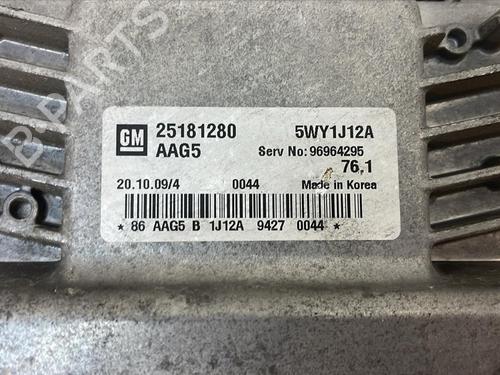 GM 25181280 5WY1J12A
AAG5 Serv No: 96964295
76,1
20.10.09/4 0044 Made in Korea
* 86 AAG5 B 1J12A 9427 0044 *
B PARTS